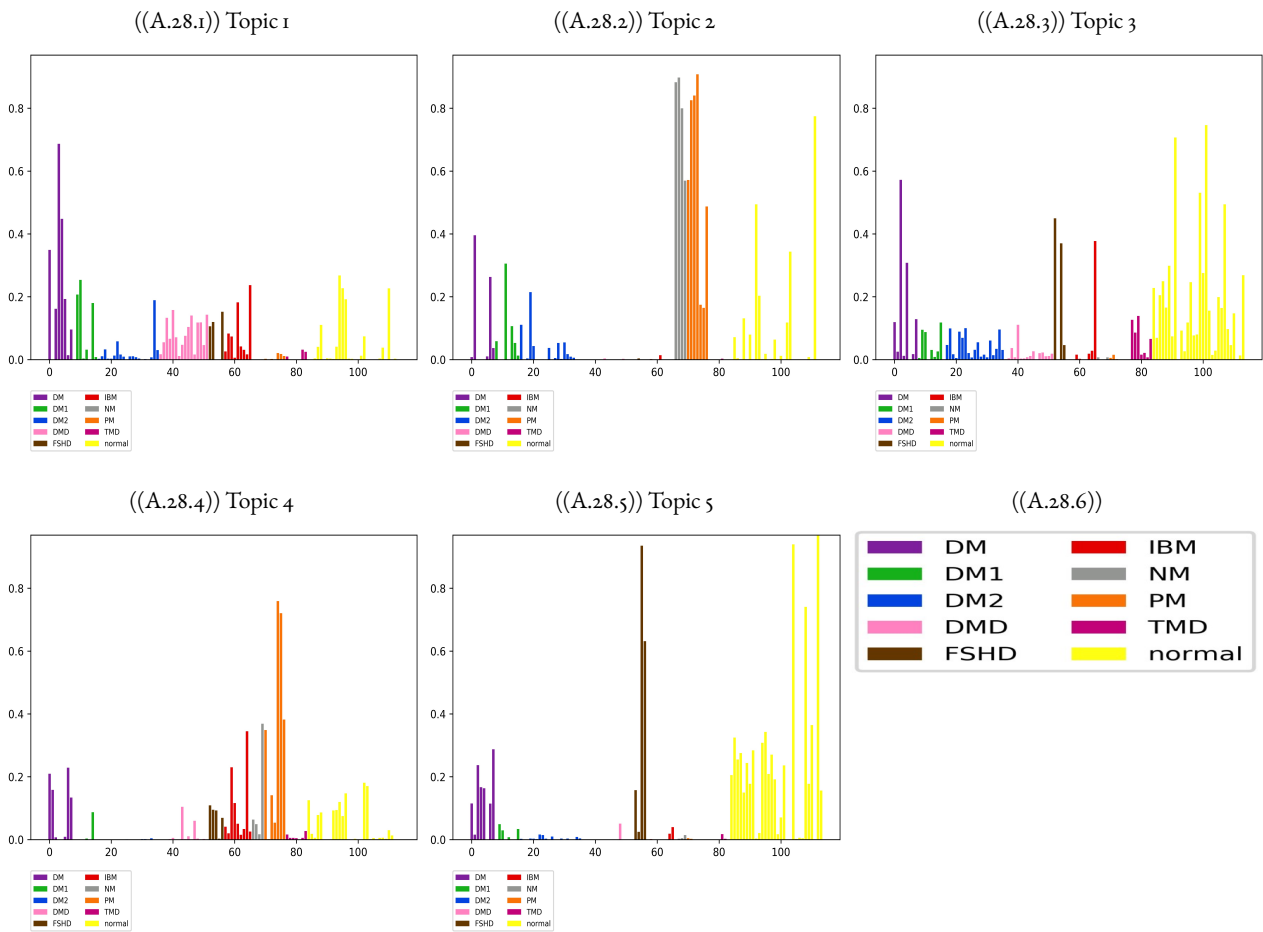 ((A.28.1)) Topic 1
((A.28.2)) Topic 2
((A.28.3)) Topic 3
0.8
0.6
0.4
0.2
0.0
0 20 40 60 80 100
DM IBM
DM1 NM
DM2 PM
DMD TMD
FSHD normal
0.8
0.6
0.4
0.2
0.0
0 20 40 60 80 100
DM IBM
DM1 NM
DM2 PM
DMD TMD
FSHD normal
0.8
0.6
0.4
0.2
0.0
0 20 40 60 80 100
DM IBM
DM1 NM
DM2 PM
DMD TMD
FSHD normal
((A.28.4)) Topic 4
((A.28.5)) Topic 5
((A.28.6))
0.8
0.6
0.4
0.2
0.0
0 20 40 60 80 100
DM IBM
DM1 NM
DM2 PM
DMD TMD
FSHD normal
0.8
0.6
0.4
0.2
0.0
0 20 40 60 80 100
DM IBM
DM1 NM
DM2 PM
DMD TMD
FSHD normal
DM IBM
DM1 NM
DM2 PM
DMD TMD
FSHD normal